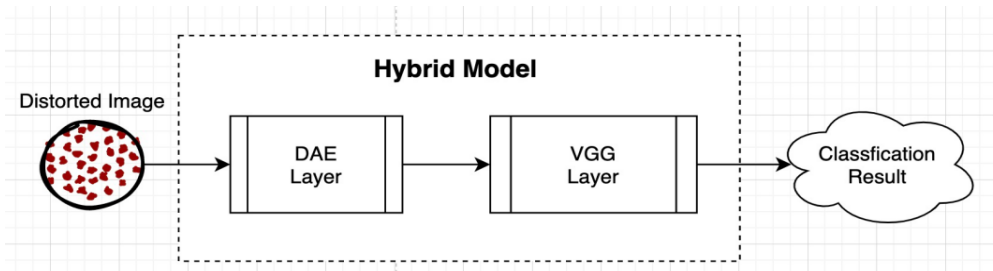 Hybrid Model
Distorted Image
DAE
Layer
VGG
Layer
Classfication
Result